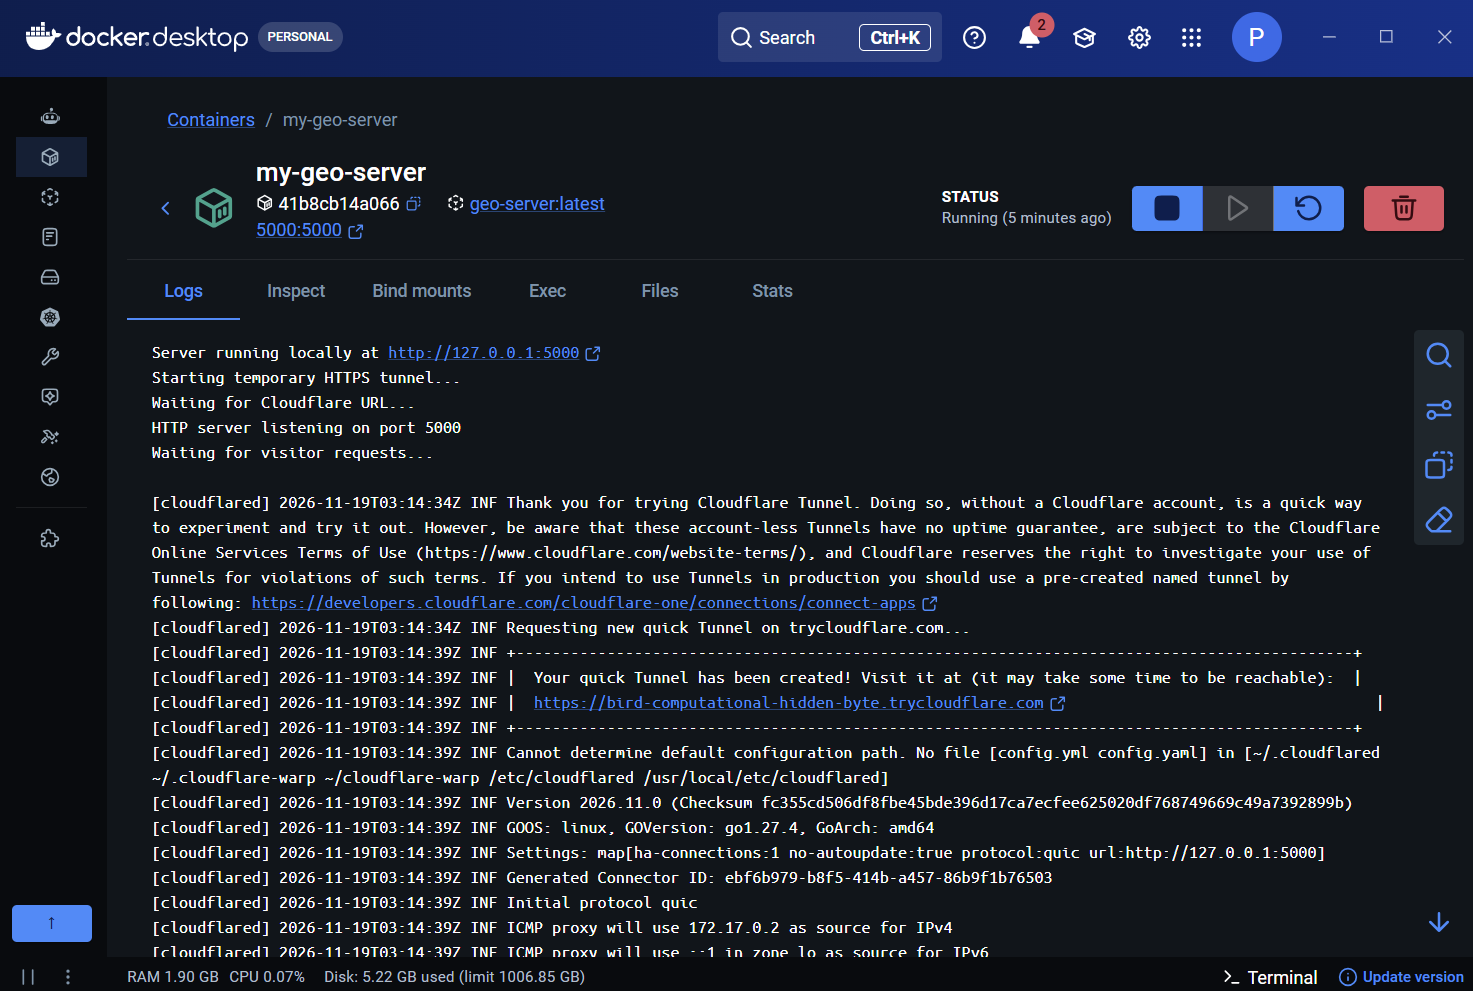 docker.desktop PERSONAL Search Ctrl+K 2 P
Containers / my-geo-server
my-geo-server
41b8cb14a066 geo-server:latest
5000:5000
STATUS
Running (5 minutes ago)
Logs Inspect Bind mounts Exec Files Stats
Server running locally at http://127.0.0.1:5000
Starting temporary HTTPS tunnel...
Waiting for Cloudflare URL...
HTTP server listening on port 5000
Waiting for visitor requests...
[cloudflared] 2026-11-19T03:14:34Z INF Thank you for trying Cloudflare Tunnel. Doing so, without a Cloudflare account, is a quick way
to experiment and try it out. However, be aware that these account-less Tunnels have no uptime guarantee, are subject to the Cloudflare
Online Services Terms of Use (https://www.cloudflare.com/website-terms/), and Cloudflare reserves the right to investigate your use of
Tunnels for violations of such terms. If you intend to use Tunnels in production you should use a pre-created named tunnel by
following: https://developers.cloudflare.com/cloudflare-one/connections/connect-apps
[cloudflared] 2026-11-19T03:14:34Z INF Requesting new quick Tunnel on trycloudflare.com...
[cloudflared] 2026-11-19T03:14:39Z INF +--------------------------------------------------------------------------------------------+
[cloudflared] 2026-11-19T03:14:39Z INF |  Your quick Tunnel has been created! Visit it at (it may take some time to be reachable):  |
[cloudflared] 2026-11-19T03:14:39Z INF |  https://bird-computational-hidden-byte.trycloudflare.com                                  |
[cloudflared] 2026-11-19T03:14:39Z INF +--------------------------------------------------------------------------------------------+
[cloudflared] 2026-11-19T03:14:39Z INF Cannot determine default configuration path. No file [config.yml config.yaml] in [~/.cloudflared
~/.cloudflare-warp ~/cloudflare-warp /etc/cloudflared /usr/local/etc/cloudflared]
[cloudflared] 2026-11-19T03:14:39Z INF Version 2026.11.0 (Checksum fc355cd506df8fbe45bde396d17ca7ecfee625020df768749669c49a7392899b)
[cloudflared] 2026-11-19T03:14:39Z INF GOOS: linux, GOVersion: go1.27.4, GoArch: amd64
[cloudflared] 2026-11-19T03:14:39Z INF Settings: map[ha-connections:1 no-autoupdate:true protocol:quic url:http://127.0.0.1:5000]
[cloudflared] 2026-11-19T03:14:39Z INF Generated Connector ID: ebf6b979-b8f5-414b-a457-86b9f1b76503
[cloudflared] 2026-11-19T03:14:39Z INF Initial protocol quic
[cloudflared] 2026-11-19T03:14:39Z INF ICMP proxy will use 172.17.0.2 as source for IPv4
[cloudflared] 2026-11-19T03:14:39Z INF ICMP proxy will use ::1 in zone lo as source for IPv6
RAM 1.90 GB CPU 0.07% Disk: 5.22 GB used (limit 1006.85 GB) Terminal Update version